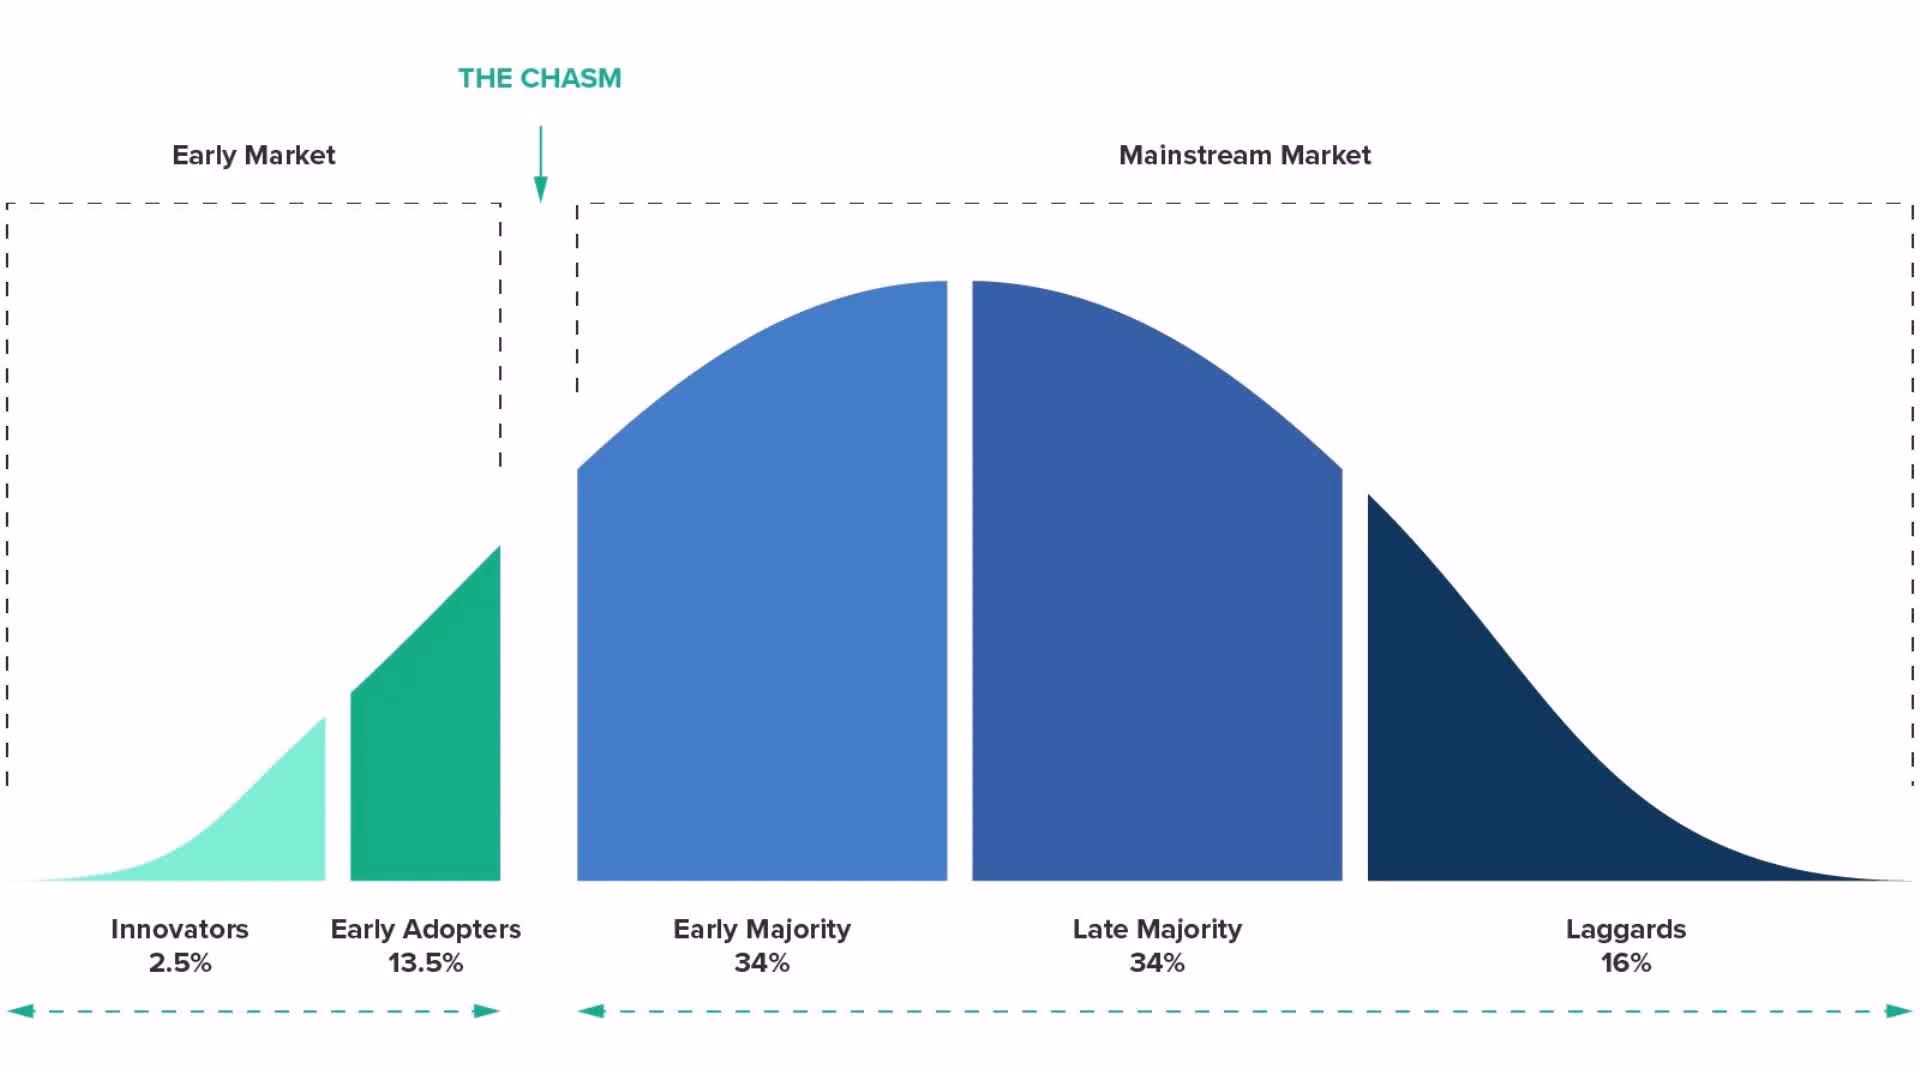 THE CHASM
Early Market
Mainstream Market
Innovators
2.5%
Early Adopters
13.5%
Early Majority
34%
Late Majority
34%
Laggards
16%